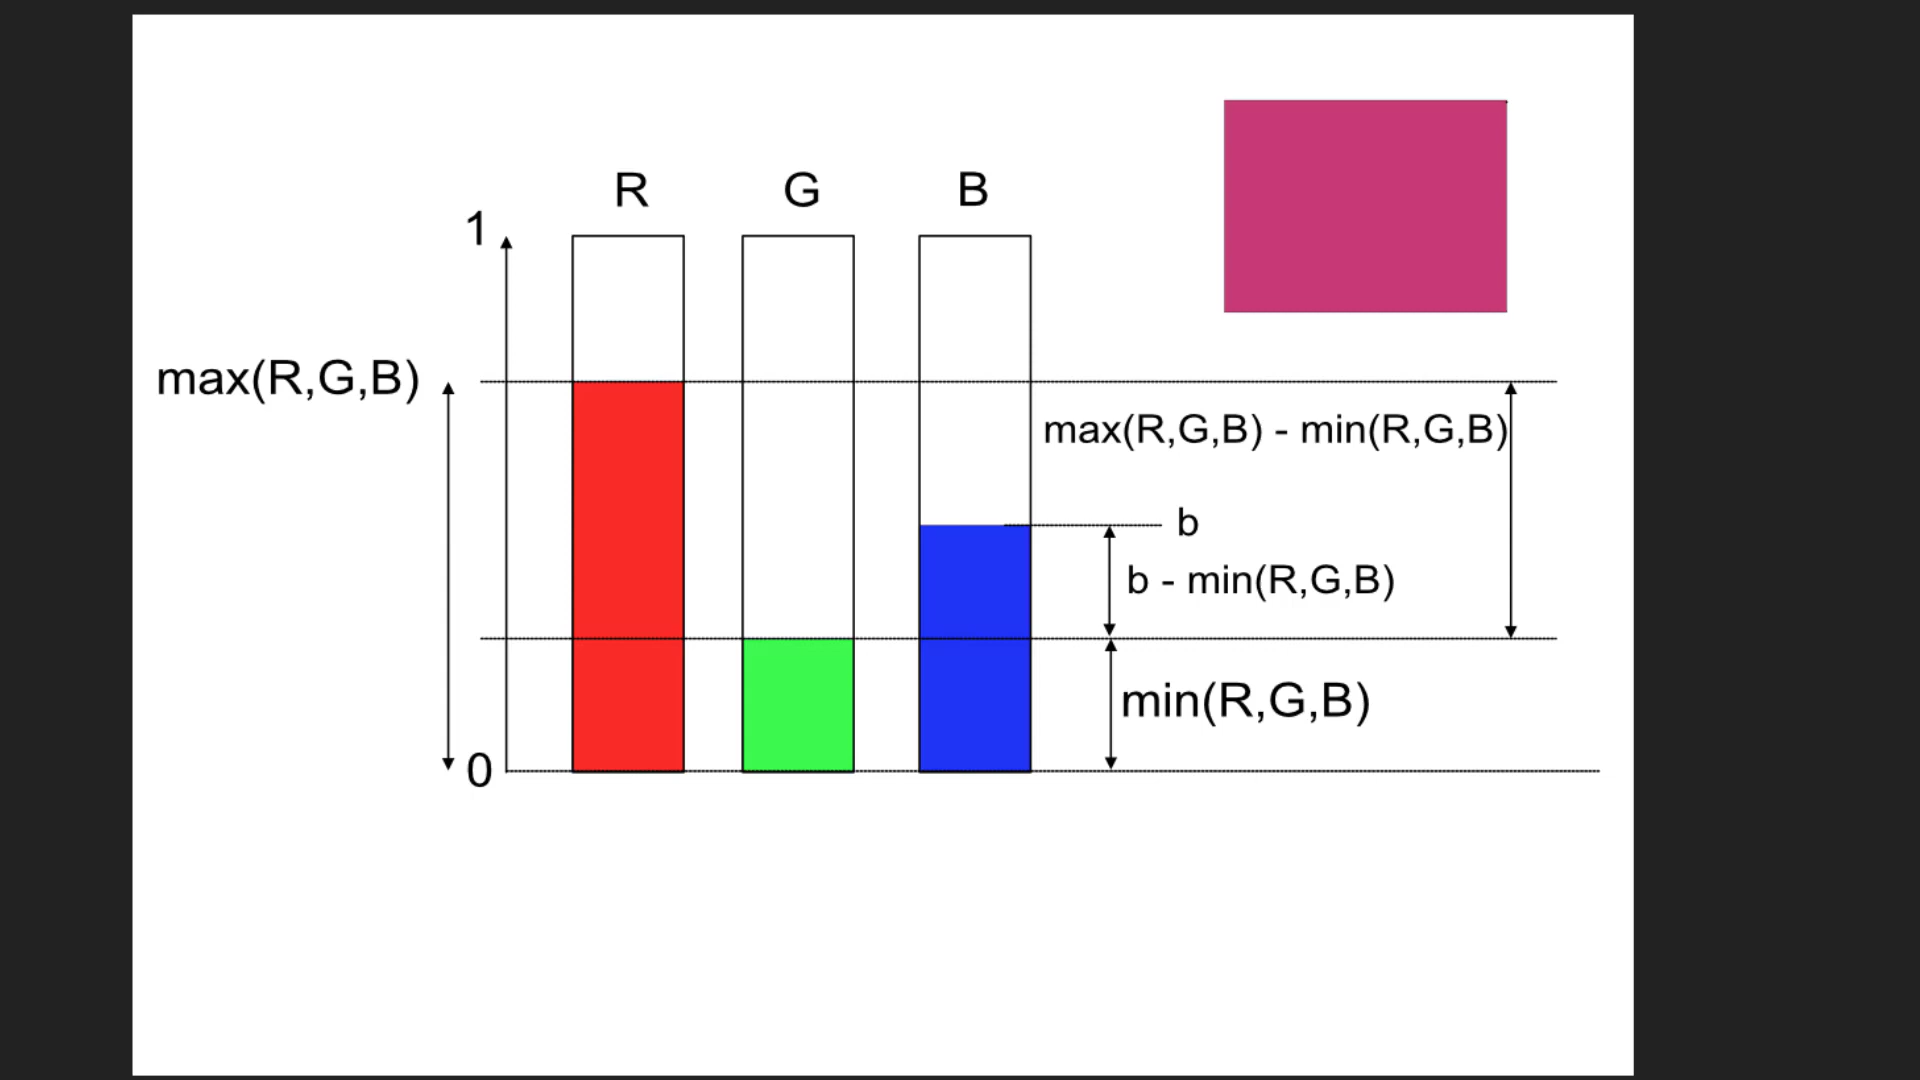 R G B
1
max(R,G,B)
max(R,G,B) - min(R,G,B)
b
b - min(R,G,B)
min(R,G,B)
0